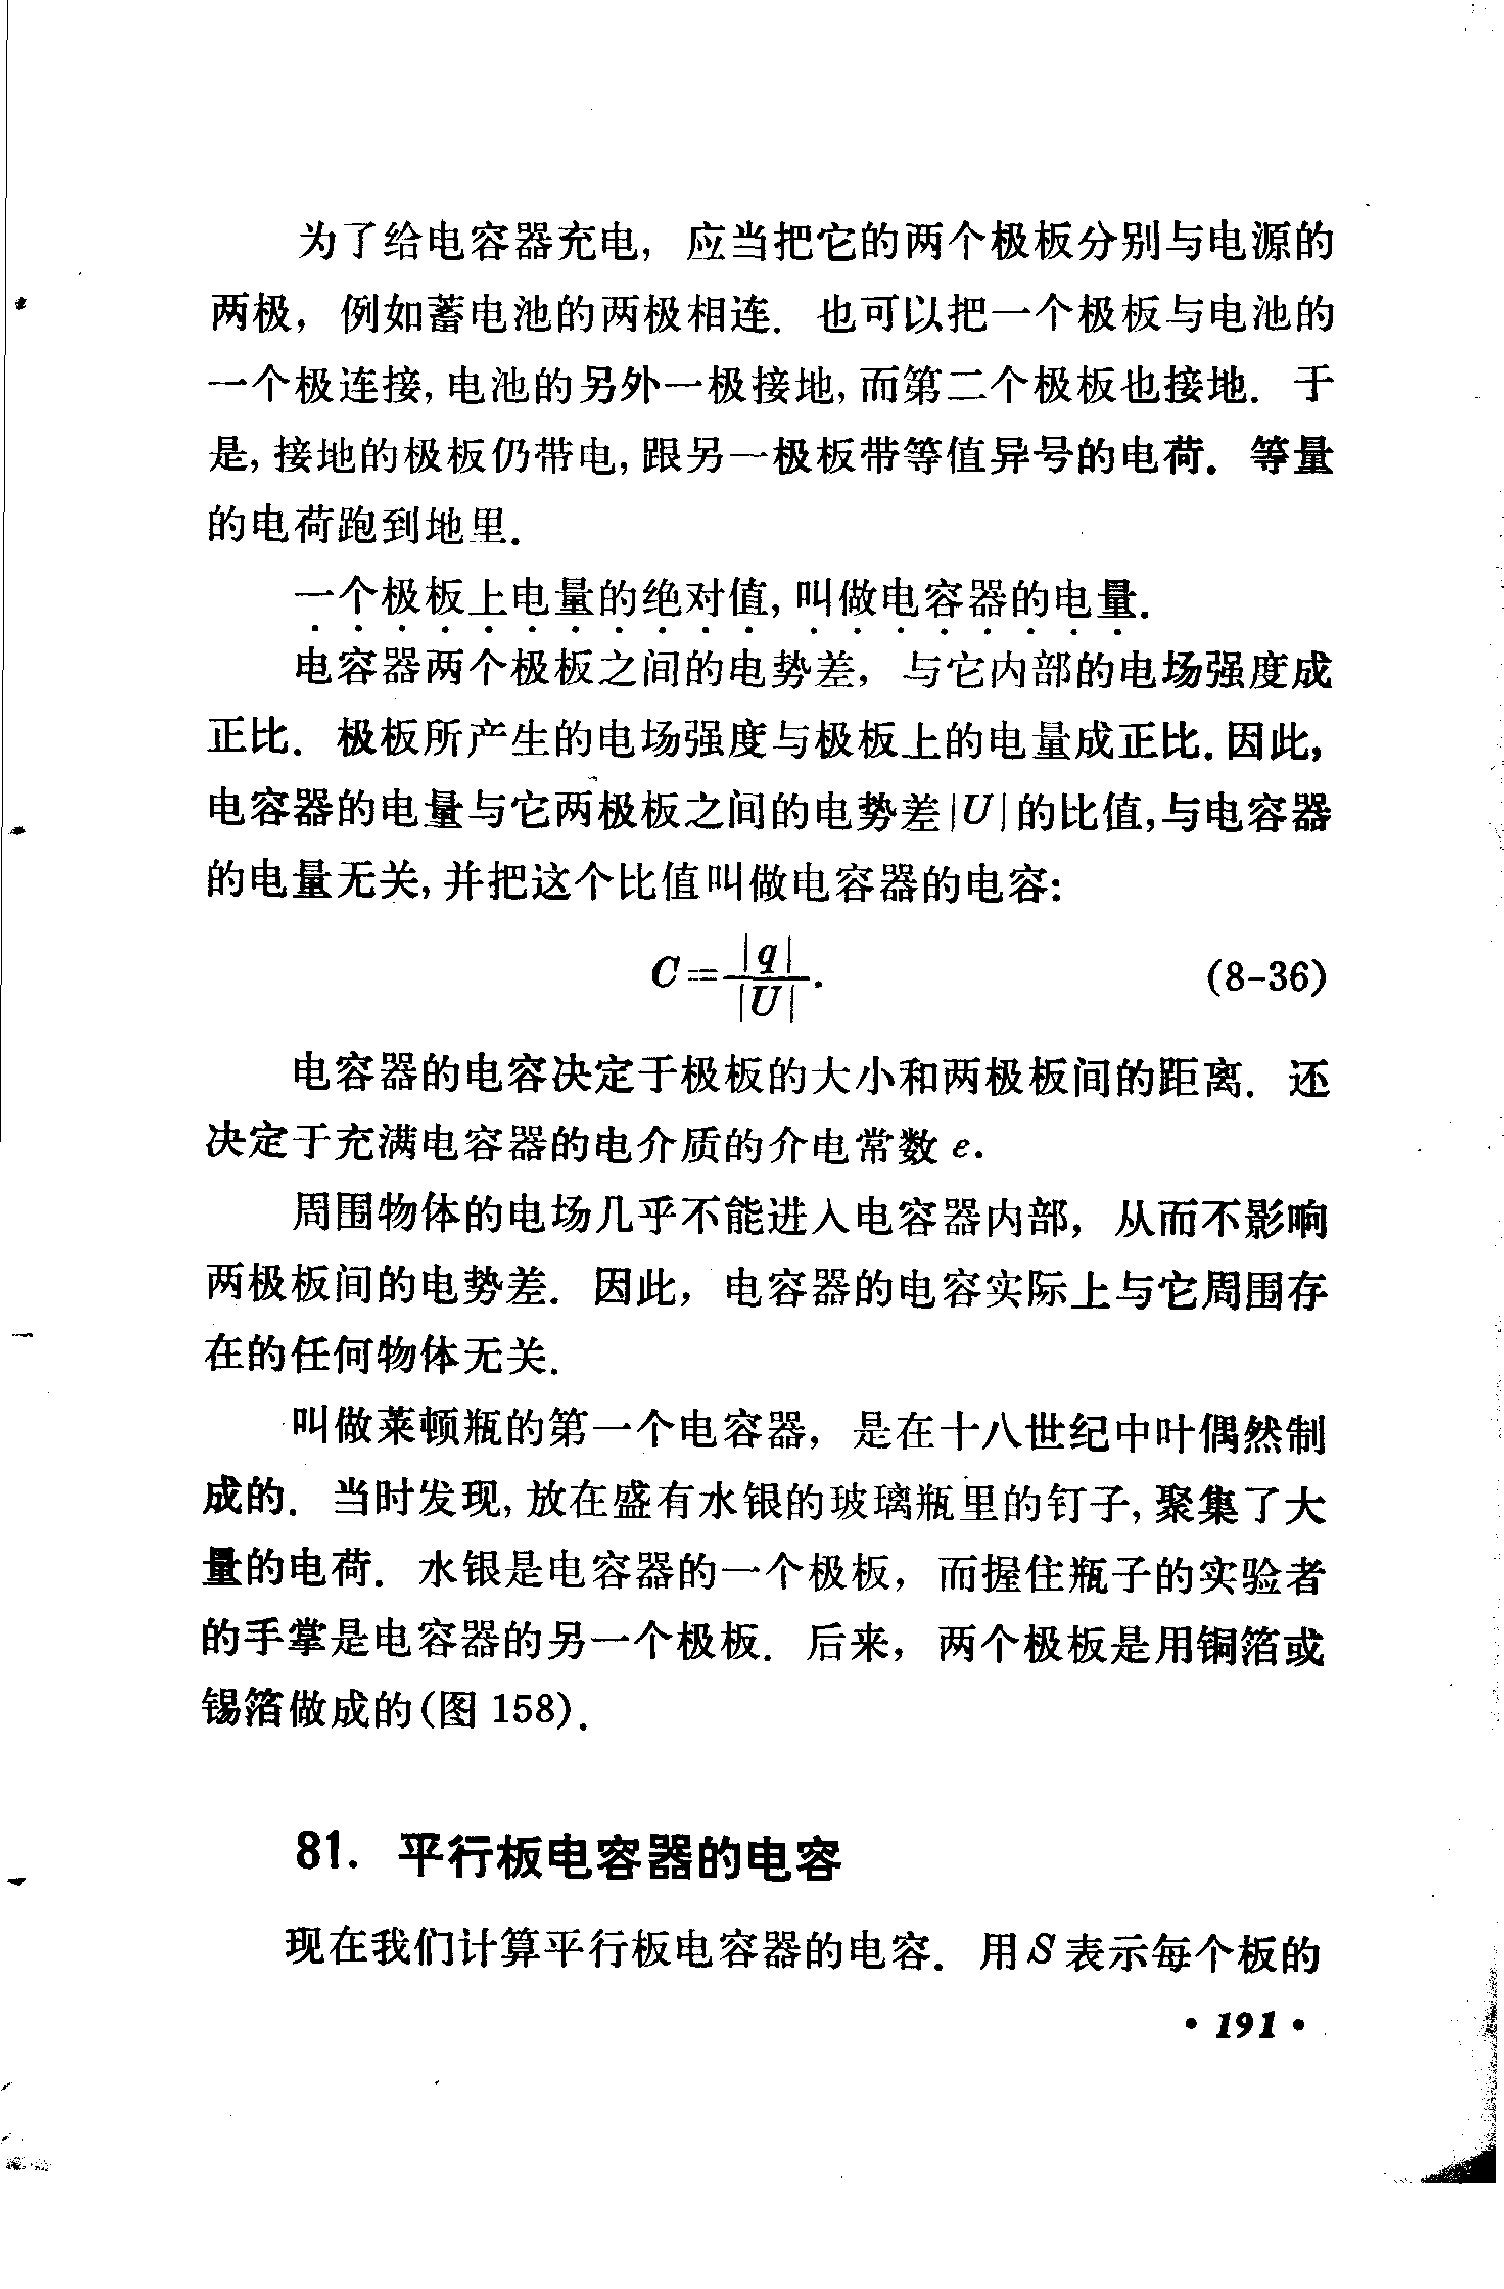 为了给电容器充电，应当把它的两个极板分别与电源的
两极，例如蓄电池的两极相连．也可以把一个极板与电池的
一个极连接，电池的另外一极接地，而第二个极板也接地．于
是，接地的极板仍带电，跟另一极板带等值异号的电荷．等量
的电荷跑到地里．
一个极板上电量的绝对值，叫做电容器的电量．
电容器两个极板之间的电势差，与它内部的电场强度成
正比．极板所产生的电场强度与极板上的电量成正比．因此，
电容器的电量与它两极板之间的电势差|U|的比值，与电容器
的电量无关，并把这个比值叫做电容器的电容：
C=|q|/|U|. (8-36)
电容器的电容决定于极板的大小和两极板间的距离．还
决定于充满电容器的电介质的介电常数 e．
周围物体的电场几乎不能进入电容器内部，从而不影响
两极板间的电势差．因此，电容器的电容实际上与它周围存
在的任何物体无关．
叫做莱顿瓶的第一个电容器，是在十八世纪中叶偶然制
成的．当时发现，放在盛有水银的玻璃瓶里的钉子，聚集了大
量的电荷．水银是电容器的一个极板，而握住瓶子的实验者
的手掌是电容器的另一个极板．后来，两个极板是用铜箔或
锡箔做成的(图 158)．
81．平行板电容器的电容
现在我们计算平行板电容器的电容．用 S 表示每个板的
• 191 •